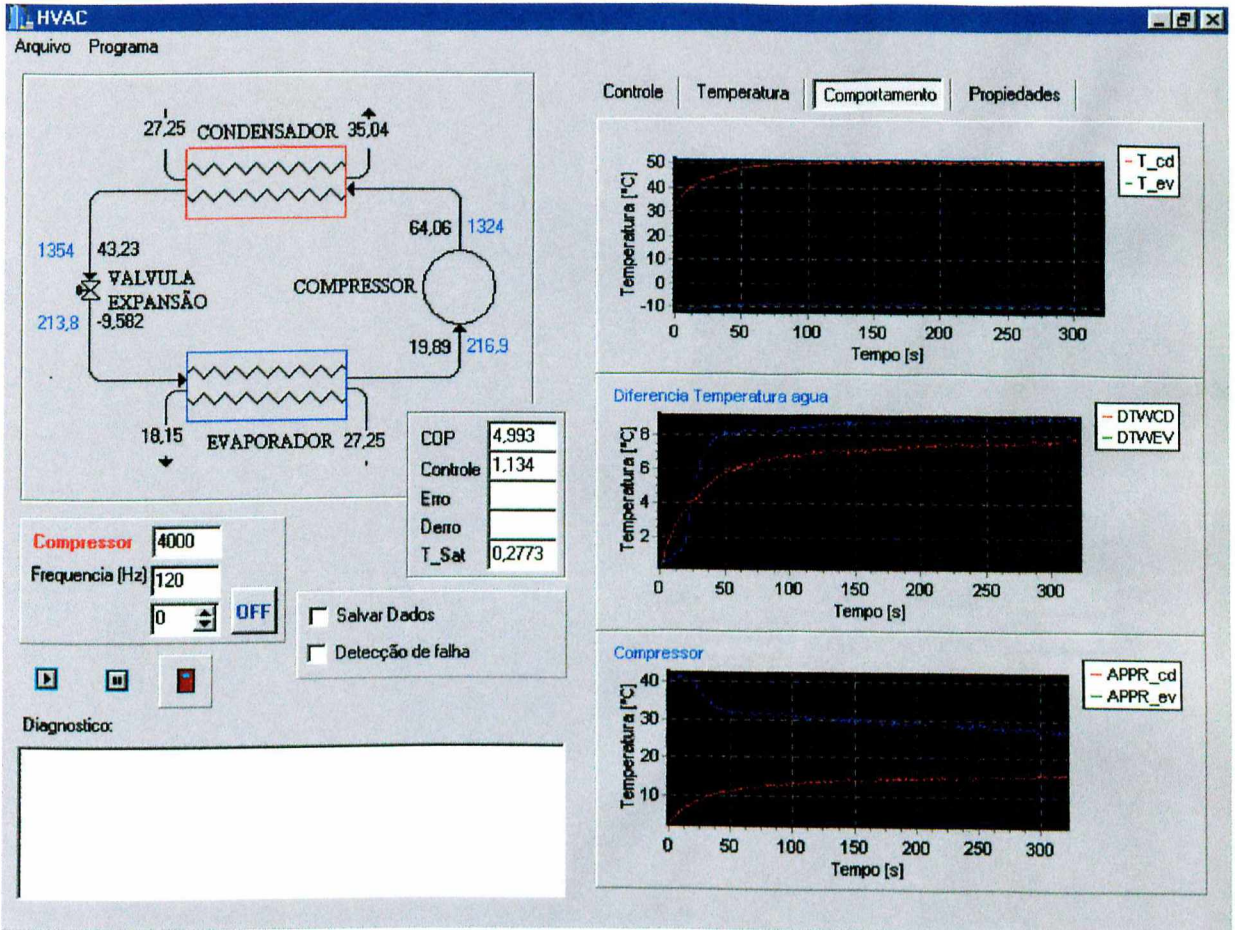 HVAC
Arquivo Programa
27,25 CONDENSADOR 35,04
64,06 1324
1354 43,23
VALVULA
EXPANSÃO
COMPRESSOR
213,8 -9,582
19,89 216,9
18,15 EVAPORADOR 27,25
COP 4,993
Controle 1,134
Erro
Derro
T_Sat 0,2773
Compressor 4000
Frequencia (Hz) 120
0 OFF
Salvar Dados
Detecção de falha
Diagnostico:
Controle Temperatura Comportamento Propiedades
Temperatura [°C]
50
40
30
20
10
0
-10
0 50 100 150 200 250 300
Tempo [s]
T_cd
T_ev
Diferencia Temperatura agua
Temperatura [°C]
8
6
4
2
0 50 100 150 200 250 300
Tempo [s]
DTWCD
DTWEV
Compressor
Temperatura [°C]
40
30
20
10
0 50 100 150 200 250 300
Tempo [s]
APPR_cd
APPR_ev